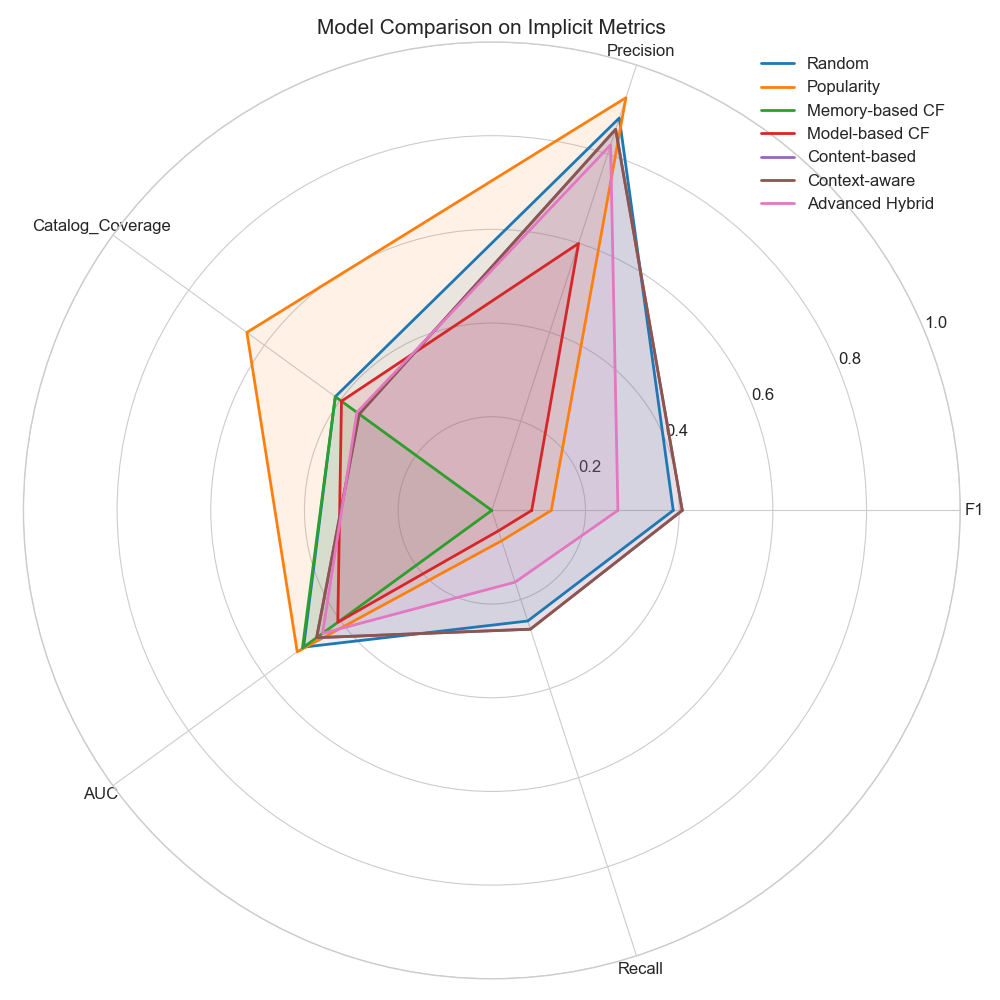 Model Comparison on Implicit Metrics
Precision
Random
Popularity
Memory-based CF
Model-based CF
Content-based
Context-aware
Advanced Hybrid
Catalog_Coverage
1.0
0.8
0.6
0.4
0.2
F1
AUC
Recall